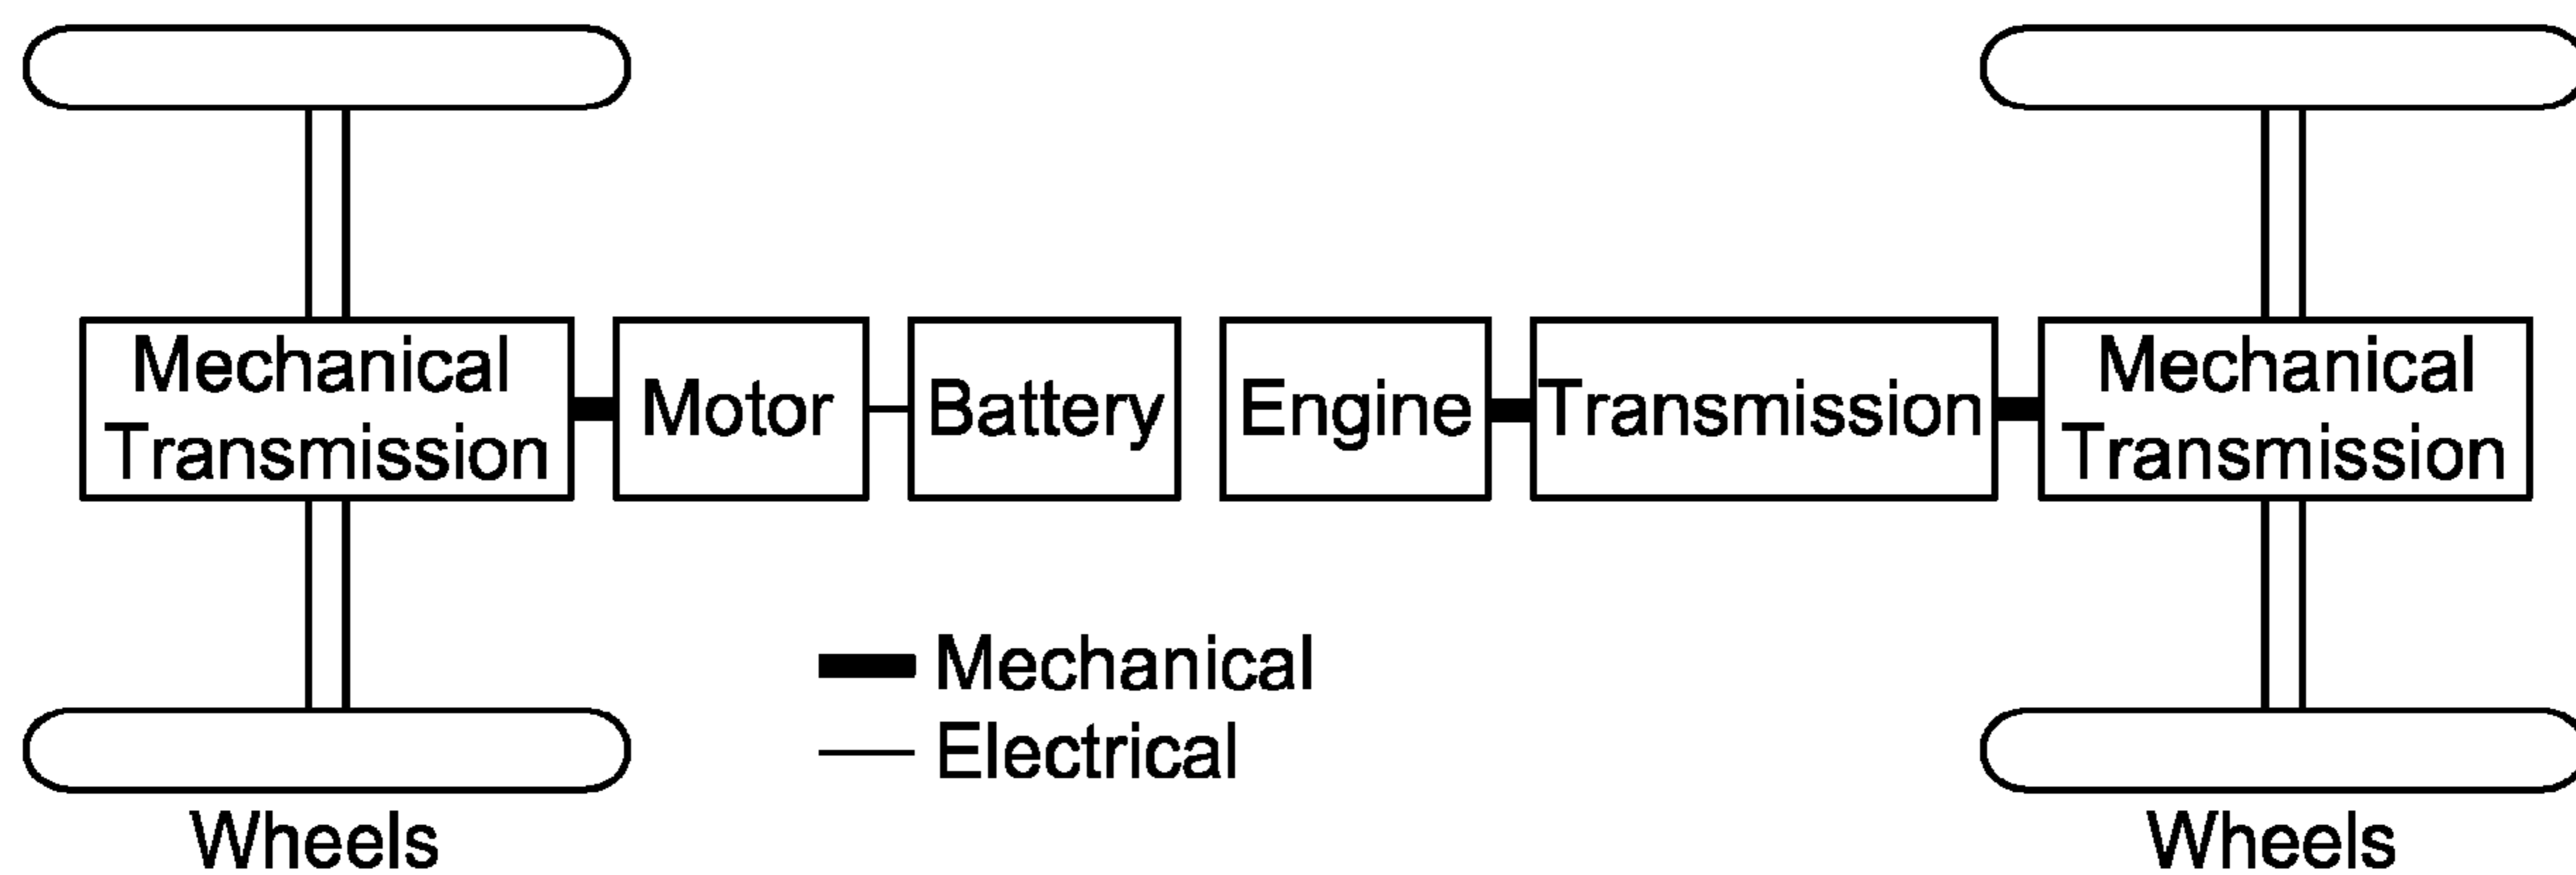 Mechanical
Transmission
Motor
Battery
Engine
Transmission
Mechanical
Transmission
Mechanical
Electrical
Wheels
Wheels